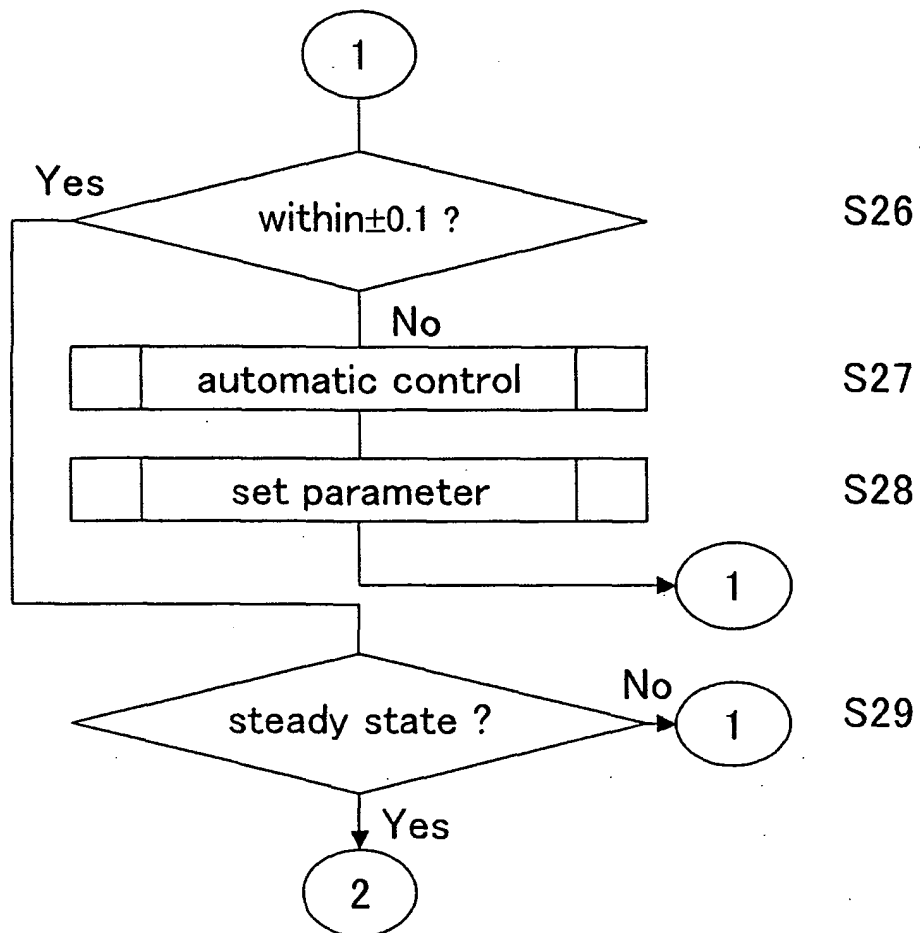 1
Yes
within±0.1 ?
S26
No
automatic control
S27
set parameter
S28
1
No
steady state ?
1
S29
Yes
2